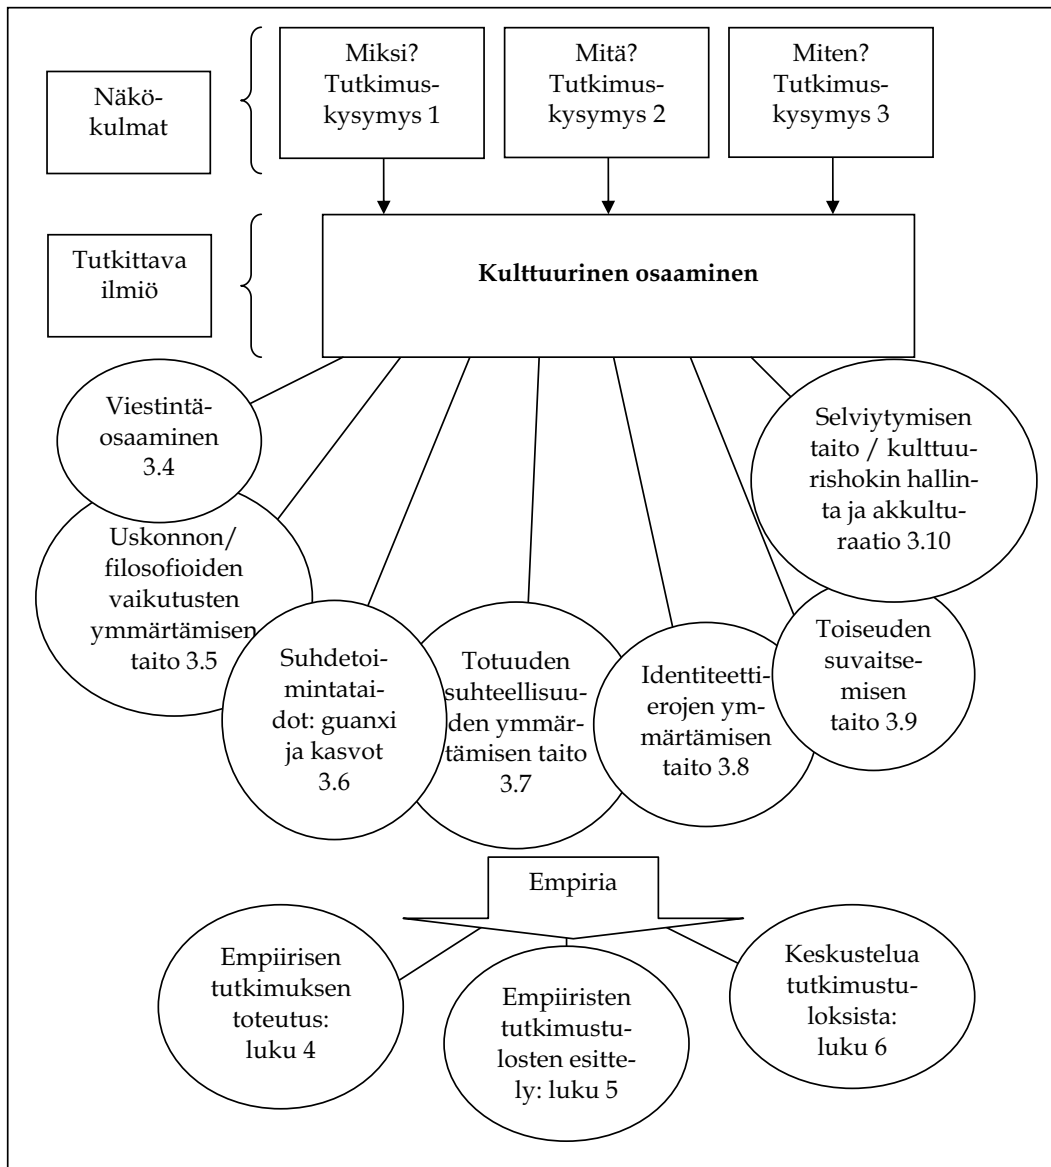 Näkö-
kulmat
Miksi?
Tutkimus-
kysymys 1
Mitä?
Tutkimus-
kysymys 2
Miten?
Tutkimus-
kysymys 3
Tutkittava
ilmiö
Kulttuurinen osaaminen
Viestintä-
osaaminen
3.4
Uskonnon/
filosofioiden
vaikutusten
ymmärtämisen
taito 3.5
Suhdetoi-
mintatai-
dot: guanxi
ja kasvot
3.6
Totuuden
suhteellisuu-
den ymmär-
tämisen taito
3.7
Identiteetti-
erojen ym-
märtämisen
taito 3.8
Toiseuden
suvaitse-
misen
taito 3.9
Selviytymisen
taito / kulttuu-
rishokin hallin-
ta ja akkultu-
raatio 3.10
Empiria
Empiirisen
tutkimuksen
toteutus:
luku 4
Empiiristen
tutkimustu-
losten esitte-
ly: luku 5
Keskustelua
tutkimustu-
loksista:
luku 6